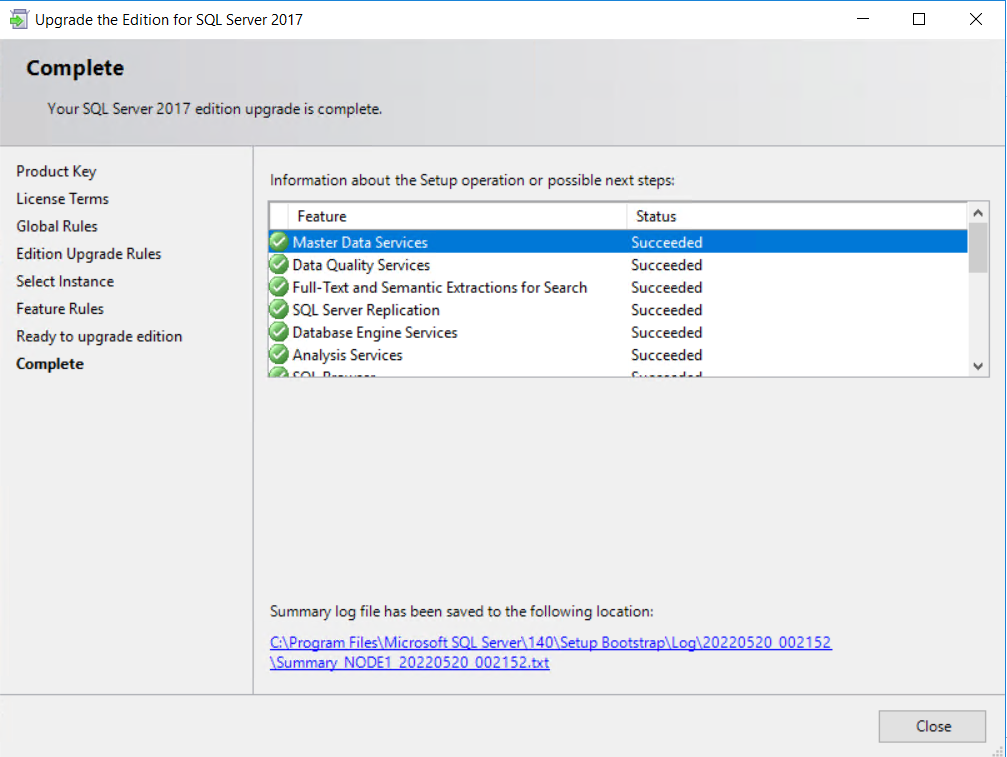 Upgrade the Edition for SQL Server 2017
Complete
Your SQL Server 2017 edition upgrade is complete.
Product Key
License Terms
Global Rules
Edition Upgrade Rules
Select Instance
Feature Rules
Ready to upgrade edition
Complete
Information about the Setup operation or possible next steps:
Feature Status
Master Data Services Succeeded
Data Quality Services Succeeded
Full-Text and Semantic Extractions for Search Succeeded
SQL Server Replication Succeeded
Database Engine Services Succeeded
Analysis Services Succeeded
SQL Browser Succeeded
Summary log file has been saved to the following location:
C:\Program Files\Microsoft SQL Server\140\Setup Bootstrap\Log\20220520_002152
\Summary_NODE1_20220520_002152.txt
Close